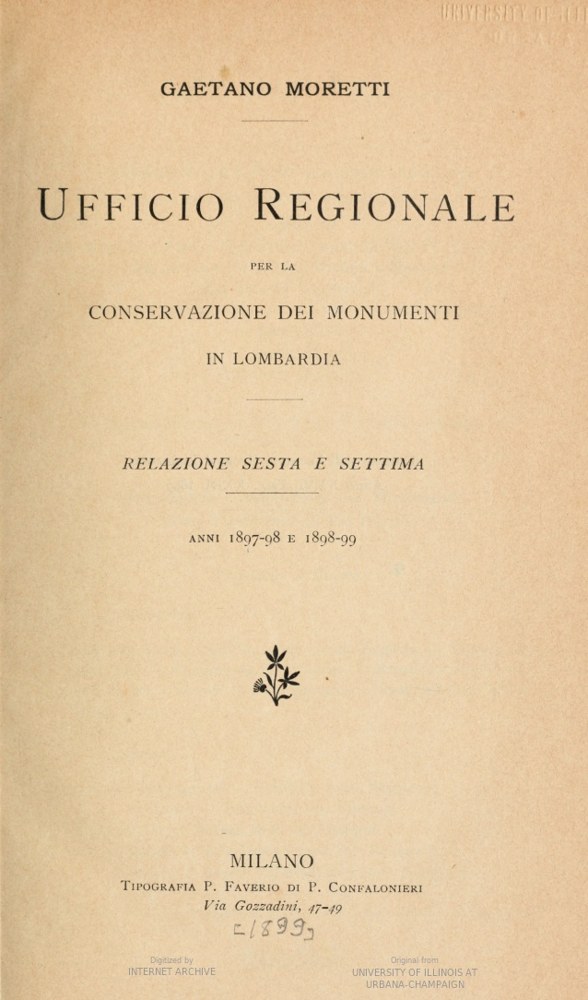 UNIVERSITY OF
GAETANO MORETTI
UFFICIO REGIONALE
PER LA
CONSERVAZIONE DEI MONUMENTI
IN LOMBARDIA
RELAZIONE SESTA E SETTIMA
ANNI 1897-98 E 1898-99
MILANO
TIPOGRAFIA P. FAVERIO DI P. CONFALONIERI
Via Gozzadini, 47-49
[1899]
Digitized by
INTERNET ARCHIVE
Original from
UNIVERSITY OF ILLINOIS AT
URBANA-CHAMPAIGN